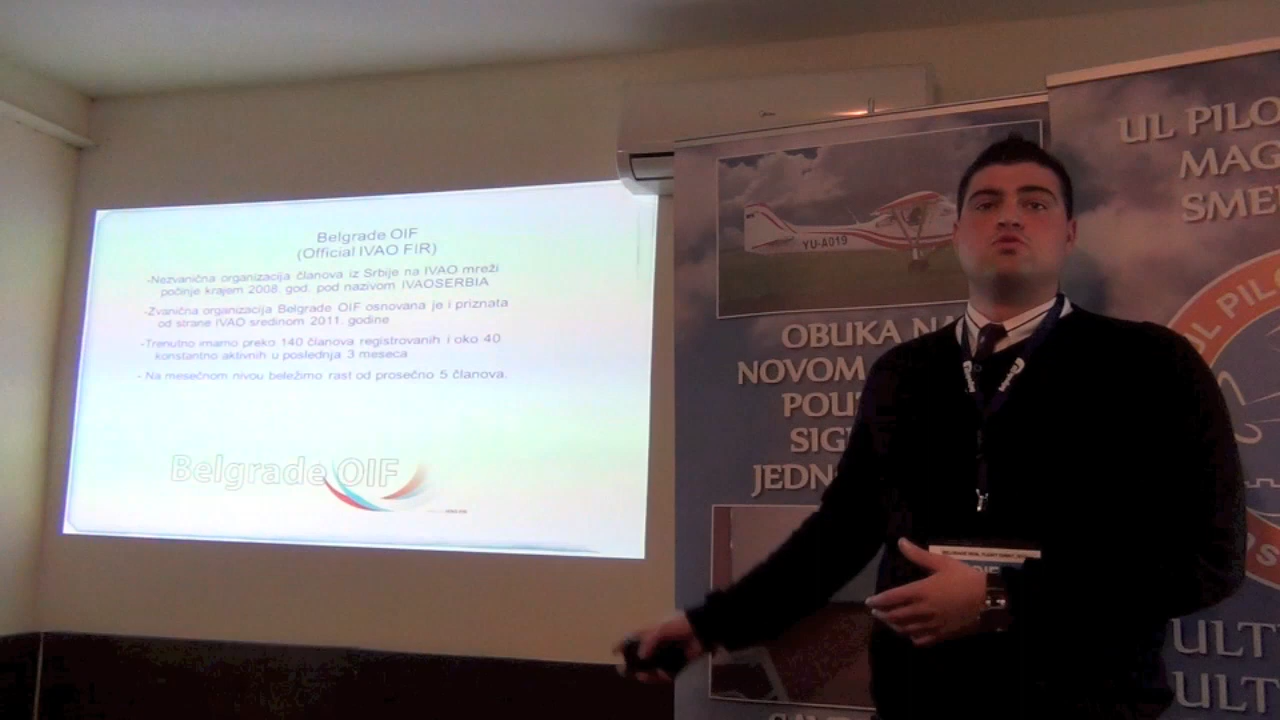 Belgrade OIF
(Official IVAO FIR)
-Nezvanična organizacija članova iz Srbije na IVAO mreži
počinje krajem 2008. god. pod nazivom IVAOSERBIA
-Zvanična organizacija Belgrade OIF osnovana je i priznata
od strane IVAO sredinom 2011. godine
-Trenutno imamo preko 140 članova registrovanih i oko 40
konstantno aktivnih u poslednja 3 meseca
- Na mesečnom nivou beležimo rast od prosečno 5 članova.
Belgrade OIF
YU-A019
OBUKA NA
NOVOM
POU
SIG
JEDN
UL PILO
MAG
SME
UL PIL
ULT
ULT